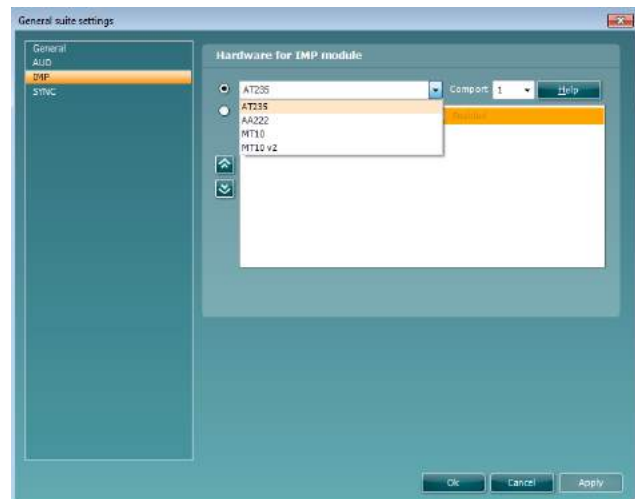 General suite settings
General
AUD
IMP
SYNC
Hardware for IMP module
AT235
Comport 1 Help
AT235
AA222
MT10
MT10 v2
Disabled
Ok Cancel Apply